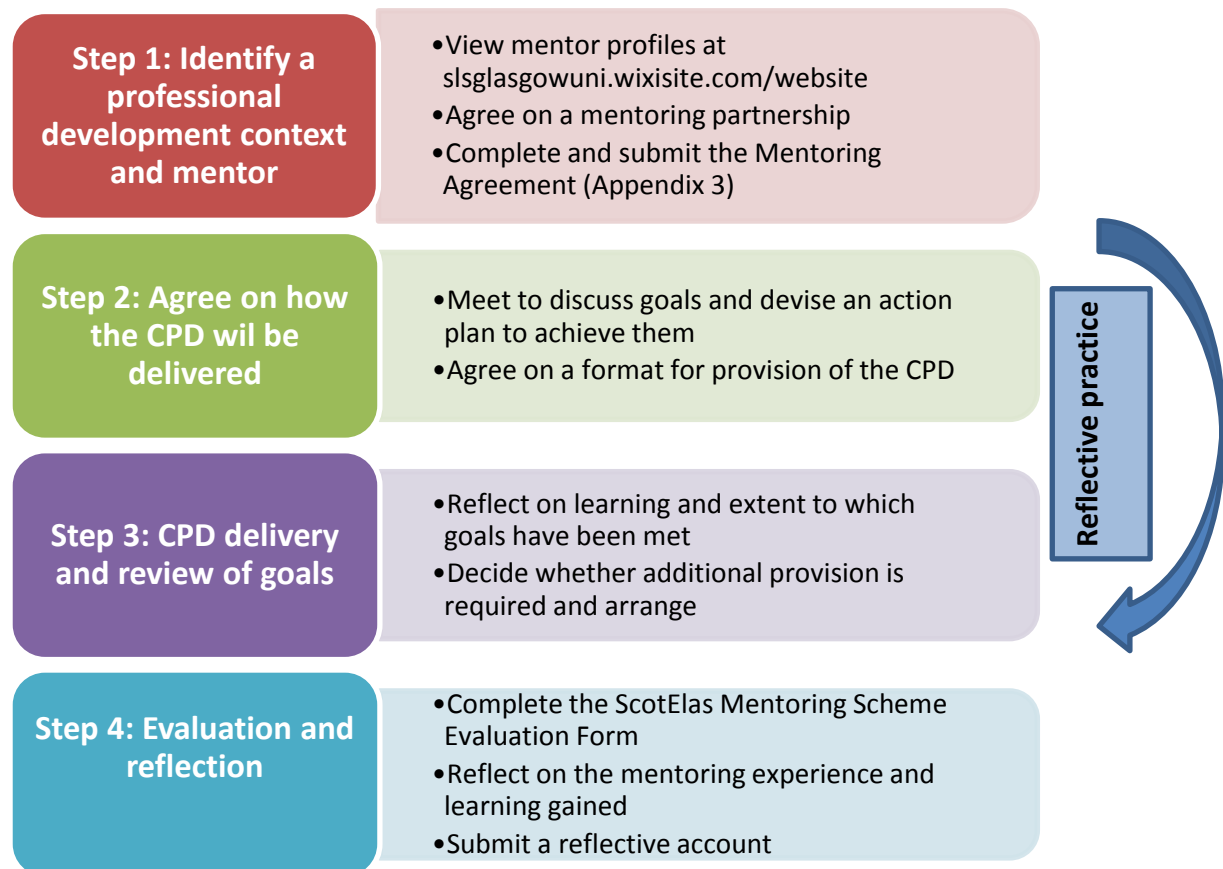 Step 1: Identify a
professional
development context
and mentor
•View mentor profiles at
slsglasgowuni.wixisite.com/website
•Agree on a mentoring partnership
•Complete and submit the Mentoring
Agreement (Appendix 3)
Step 2: Agree on how
the CPD wil be
delivered
•Meet to discuss goals and devise an action
plan to achieve them
•Agree on a format for provision of the CPD
Step 3: CPD delivery
and review of goals
•Reflect on learning and extent to which
goals have been met
•Decide whether additional provision is
required and arrange
Step 4: Evaluation and
reflection
•Complete the ScotElas Mentoring Scheme
Evaluation Form
•Reflect on the mentoring experience and
learning gained
•Submit a reflective account
Reflective practice